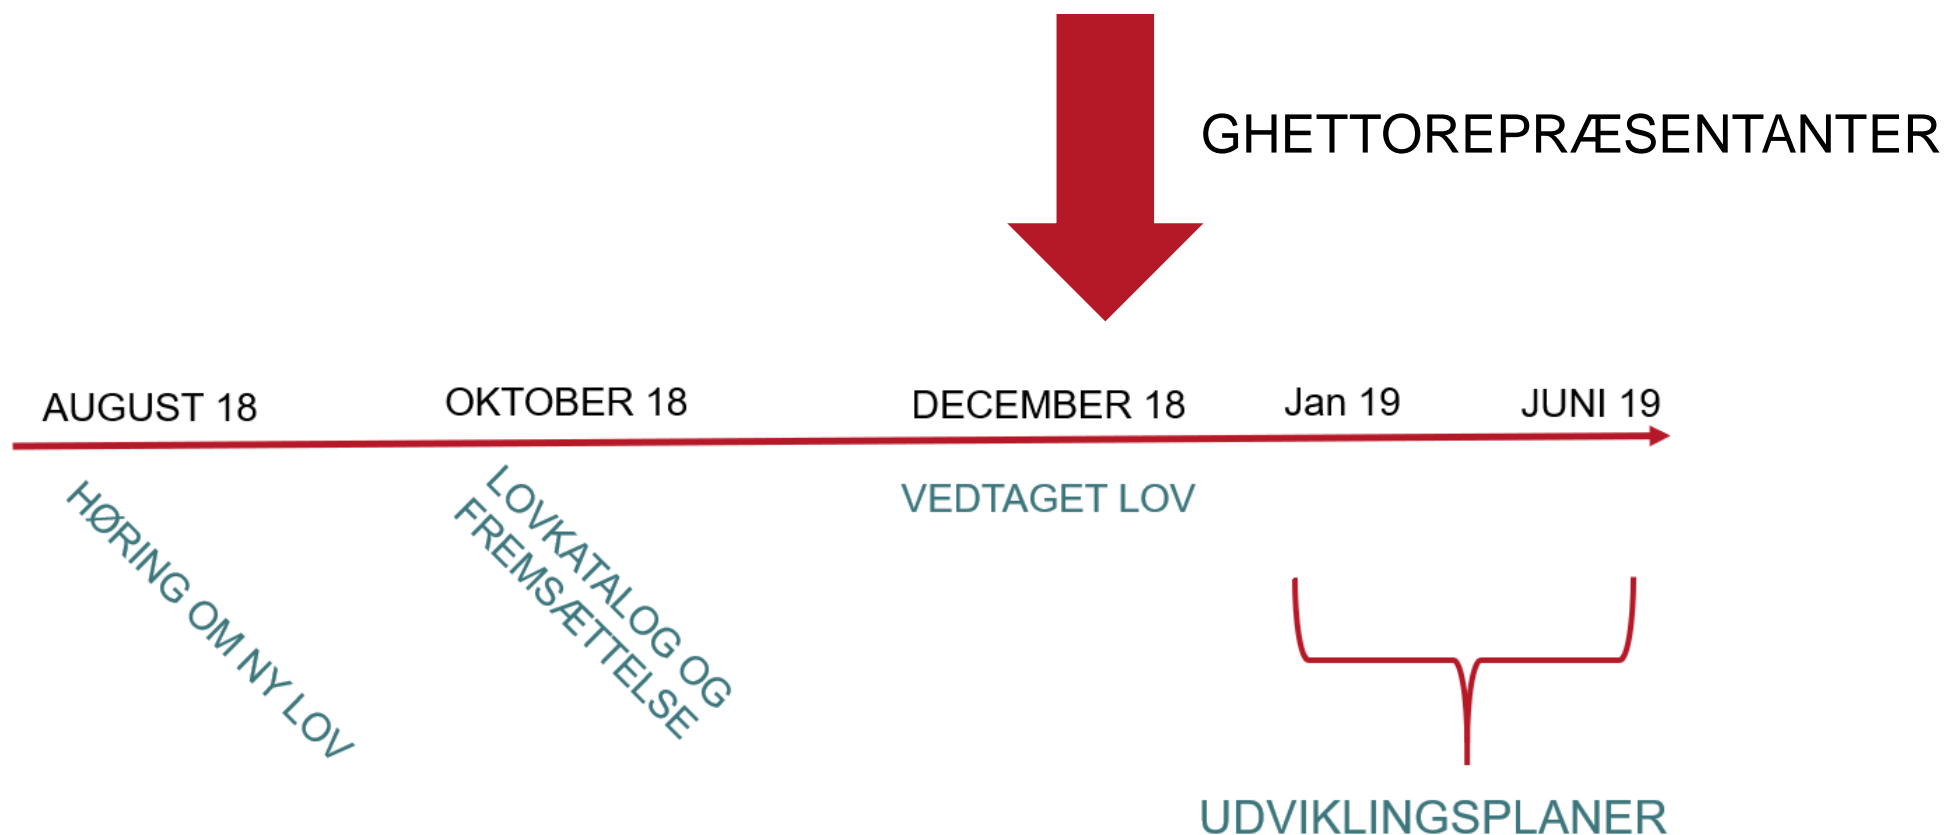 GHETTOREPRÆSENTANTER
AUGUST 18
OKTOBER 18
DECEMBER 18
Jan 19
JUNI 19
HØRING OM NY LOV
LOVKATALOG OG
FREMSÆTTELSE
VEDTAGET LOV
UDVIKLINGSPLANER